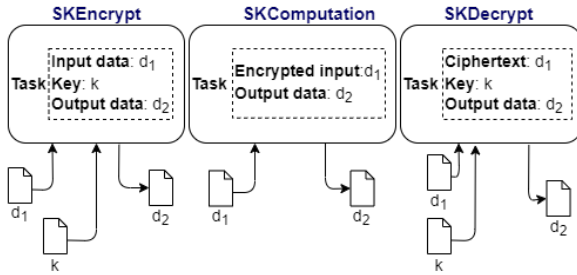 SKEncrypt
Task
Input data: d1
Key: k
Output data: d2
d1
k
d2
SKComputation
Task
Encrypted input:d1
Output data: d2
d1
d2
SKDecrypt
Task
Ciphertext: d1
Key: k
Output data: d2
d1
k
d2